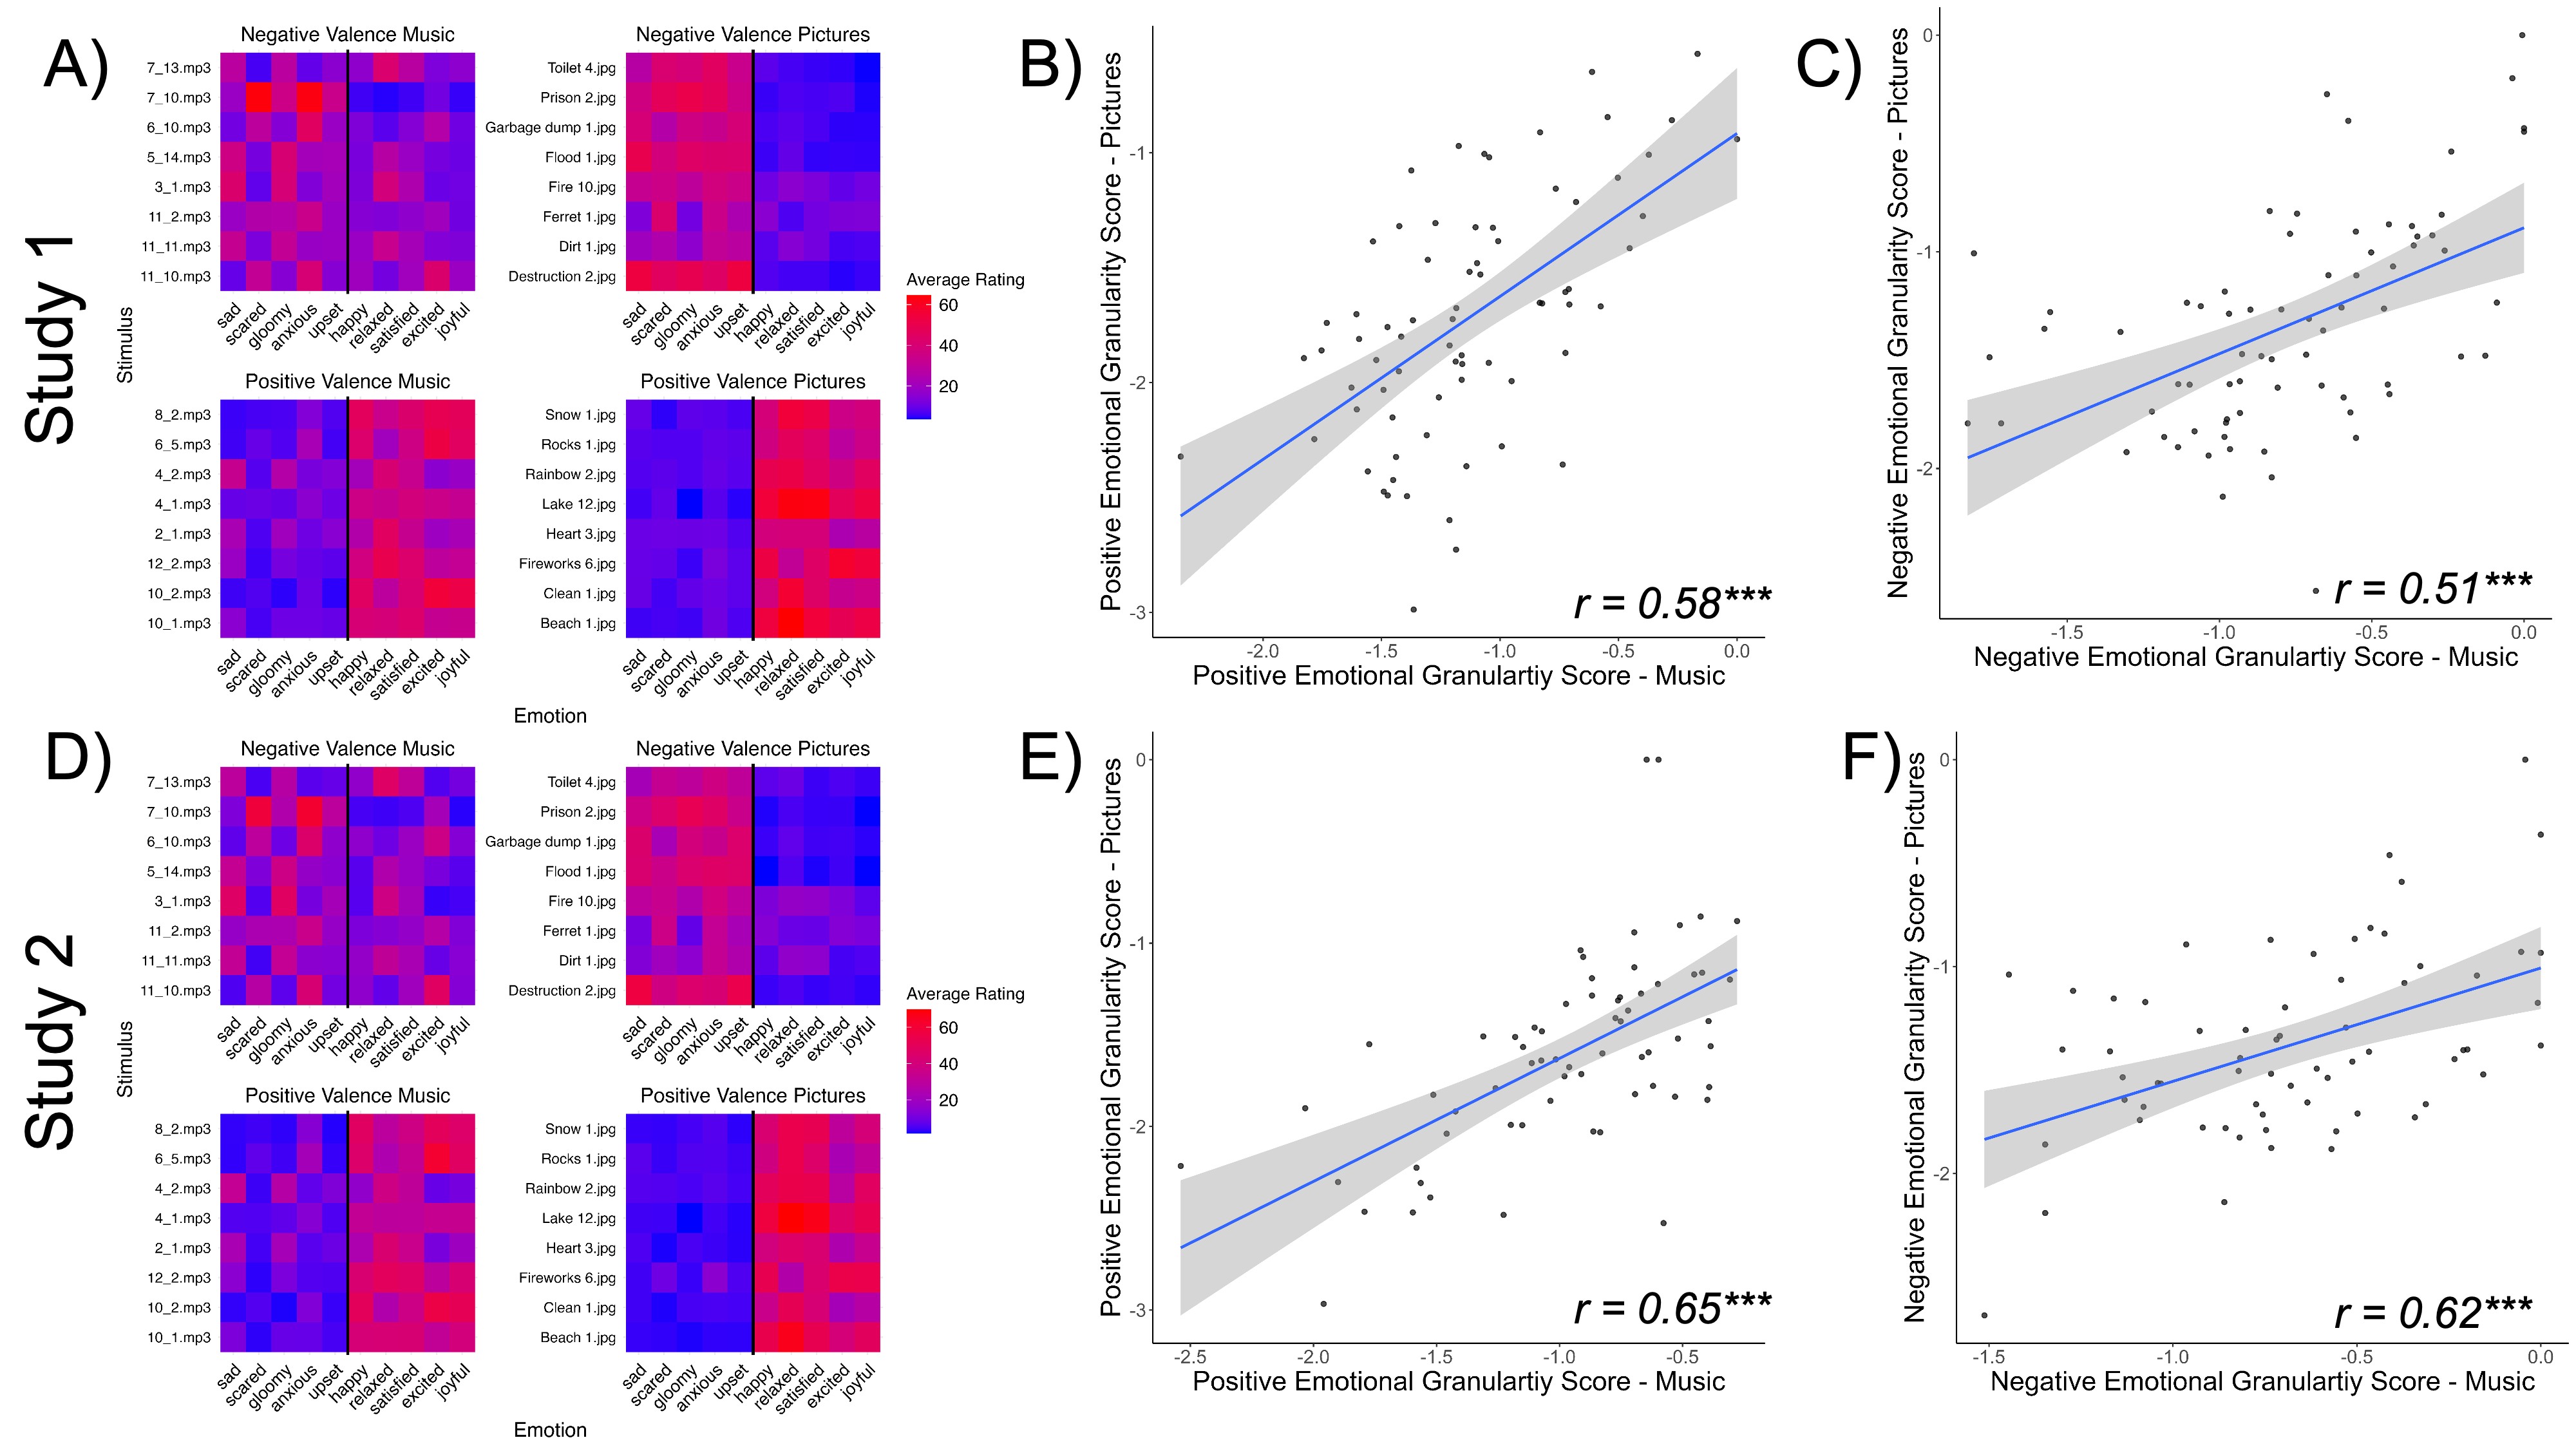 Study 1
A)
Negative Valence Music
7_13.mp3
7_10.mp3
6_10.mp3
5_14.mp3
3_1.mp3
11_2.mp3
11_11.mp3
11_10.mp3
sad scared gloomy anxious upset happy relaxed satisfied excited joyful
Negative Valence Pictures
Toilet 4.jpg
Prison 2.jpg
Garbage dump 1.jpg
Flood 1.jpg
Fire 10.jpg
Ferret 1.jpg
Dirt 1.jpg
Destruction 2.jpg
sad scared gloomy anxious upset happy relaxed satisfied excited joyful
Stimulus
Average Rating
60
40
20
Positive Valence Music
8_2.mp3
6_5.mp3
4_2.mp3
4_1.mp3
2_1.mp3
12_2.mp3
10_2.mp3
10_1.mp3
sad scared gloomy anxious upset happy relaxed satisfied excited joyful
Positive Valence Pictures
Snow 1.jpg
Rocks 1.jpg
Rainbow 2.jpg
Lake 12.jpg
Heart 3.jpg
Fireworks 6.jpg
Clean 1.jpg
Beach 1.jpg
sad scared gloomy anxious upset happy relaxed satisfied excited joyful
Emotion
B)
Positive Emotional Granularity Score - Pictures
-1
-2
-3
r = 0.58***
-2.0 -1.5 -1.0 -0.5 0.0
Positive Emotional Granulartiy Score - Music
C)
Negative Emotional Granularity Score - Pictures
0
-1
-2
r = 0.51***
-1.5 -1.0 -0.5 0.0
Negative Emotional Granulartiy Score - Music
Study 2
D)
Negative Valence Music
7_13.mp3
7_10.mp3
6_10.mp3
5_14.mp3
3_1.mp3
11_2.mp3
11_11.mp3
11_10.mp3
sad scared gloomy anxious upset happy relaxed satisfied excited joyful
Negative Valence Pictures
Toilet 4.jpg
Prison 2.jpg
Garbage dump 1.jpg
Flood 1.jpg
Fire 10.jpg
Ferret 1.jpg
Dirt 1.jpg
Destruction 2.jpg
sad scared gloomy anxious upset happy relaxed satisfied excited joyful
Stimulus
Average Rating
60
40
20
Positive Valence Music
8_2.mp3
6_5.mp3
4_2.mp3
4_1.mp3
2_1.mp3
12_2.mp3
10_2.mp3
10_1.mp3
sad scared gloomy anxious upset happy relaxed satisfied excited joyful
Positive Valence Pictures
Snow 1.jpg
Rocks 1.jpg
Rainbow 2.jpg
Lake 12.jpg
Heart 3.jpg
Fireworks 6.jpg
Clean 1.jpg
Beach 1.jpg
sad scared gloomy anxious upset happy relaxed satisfied excited joyful
Emotion
E)
Positive Emotional Granularity Score - Pictures
0
-1
-2
-3
r = 0.65***
-2.5 -2.0 -1.5 -1.0 -0.5
Positive Emotional Granulartiy Score - Music
F)
Negative Emotional Granularity Score - Pictures
0
-1
-2
r = 0.62***
-1.5 -1.0 -0.5 0.0
Negative Emotional Granulartiy Score - Music